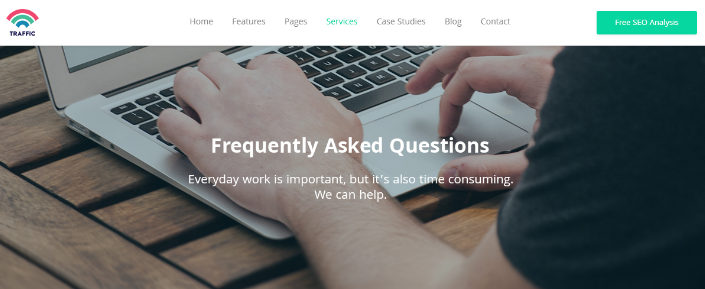 TRAFFIC
Home Features Pages Services Case Studies Blog Contact
Free SEO Analysis
Frequently Asked Questions
Everyday work is important, but it's also time consuming.
We can help.